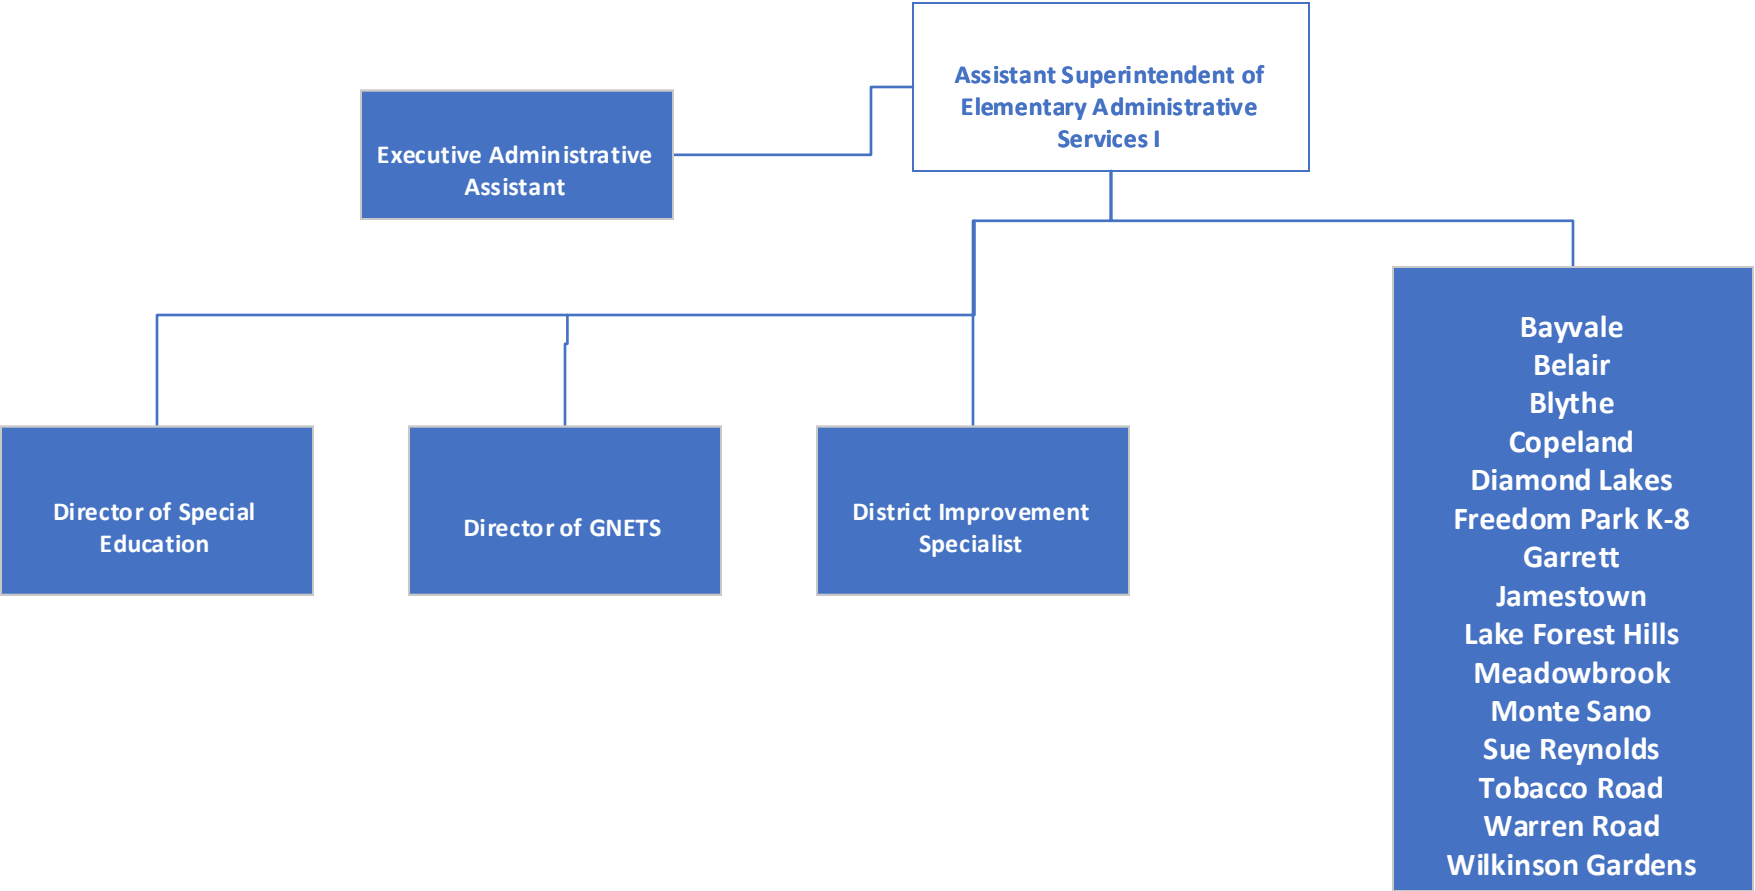 Assistant Superintendent of
Elementary Administrative
Services I
Executive Administrative
Assistant
Director of Special
Education
Director of GNETS
District Improvement
Specialist
Bayvale
Belair
Blythe
Copeland
Diamond Lakes
Freedom Park K-8
Garrett
Jamestown
Lake Forest Hills
Meadowbrook
Monte Sano
Sue Reynolds
Tobacco Road
Warren Road
Wilkinson Gardens